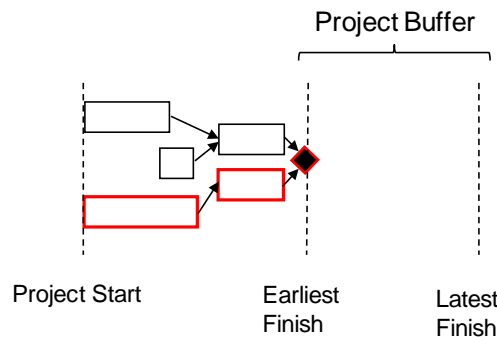 Project Buffer
Project Start
Earliest
Finish
Latest
Finish